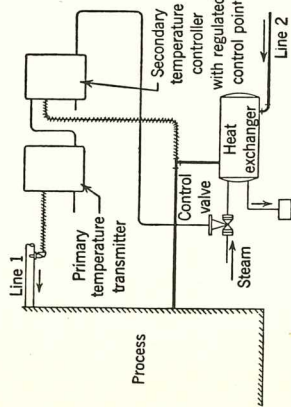 Line 1
Primary
temperature
transmitter
Secondary
temperature
controller
with regulated
control point
Control
valve
Steam
Heat
exchanger
Line 2
Process